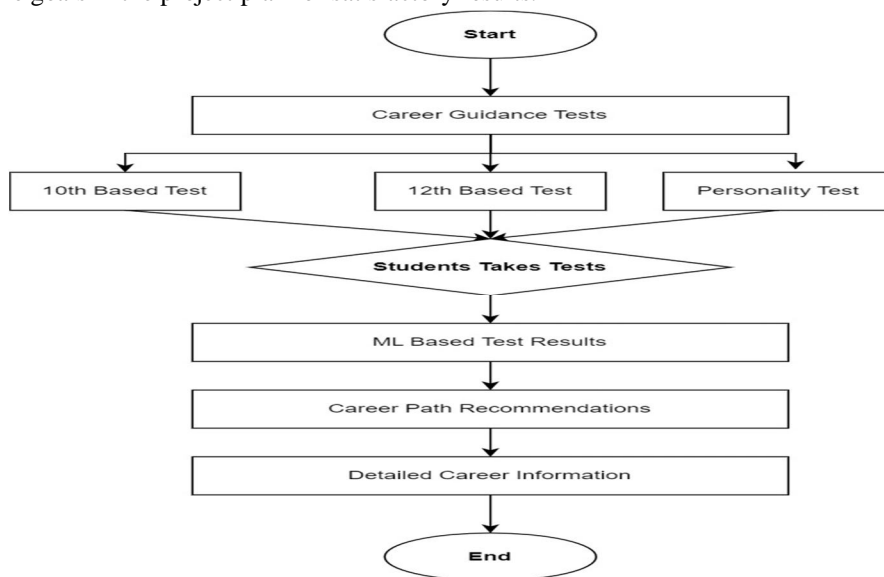 Start
Career Guidance Tests
10th Based Test
12th Based Test
Personality Test
Students Takes Tests
ML Based Test Results
Career Path Recommendations
Detailed Career Information
End